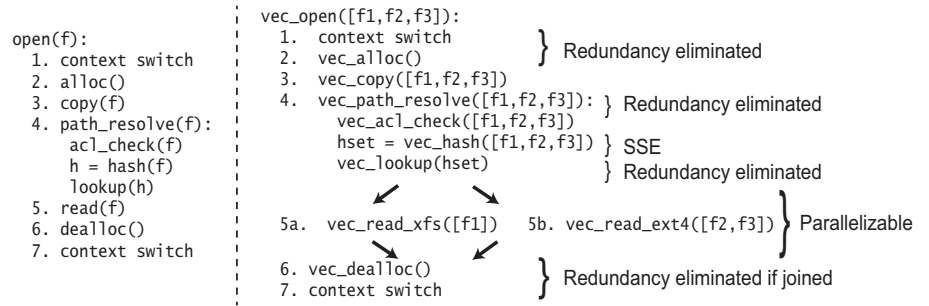 open(f):
1. context switch
2. alloc()
3. copy(f)
4. path_resolve(f):
acl_check(f)
h = hash(f)
lookup(h)
5. read(f)
6. dealloc()
7. context switch
vec_open([f1,f2,f3]):
1. context switch
2. vec_alloc()
} Redundancy eliminated
3. vec_copy([f1,f2,f3])
4. vec_path_resolve([f1,f2,f3]):
vec_acl_check([f1,f2,f3])
} Redundancy eliminated
hset = vec_hash([f1,f2,f3]) } SSE
vec_lookup(hset) } Redundancy eliminated
5a. vec_read_xfs([f1]) 5b. vec_read_ext4([f2,f3]) } Parallelizable
6. vec_dealloc()
7. context switch
} Redundancy eliminated if joined